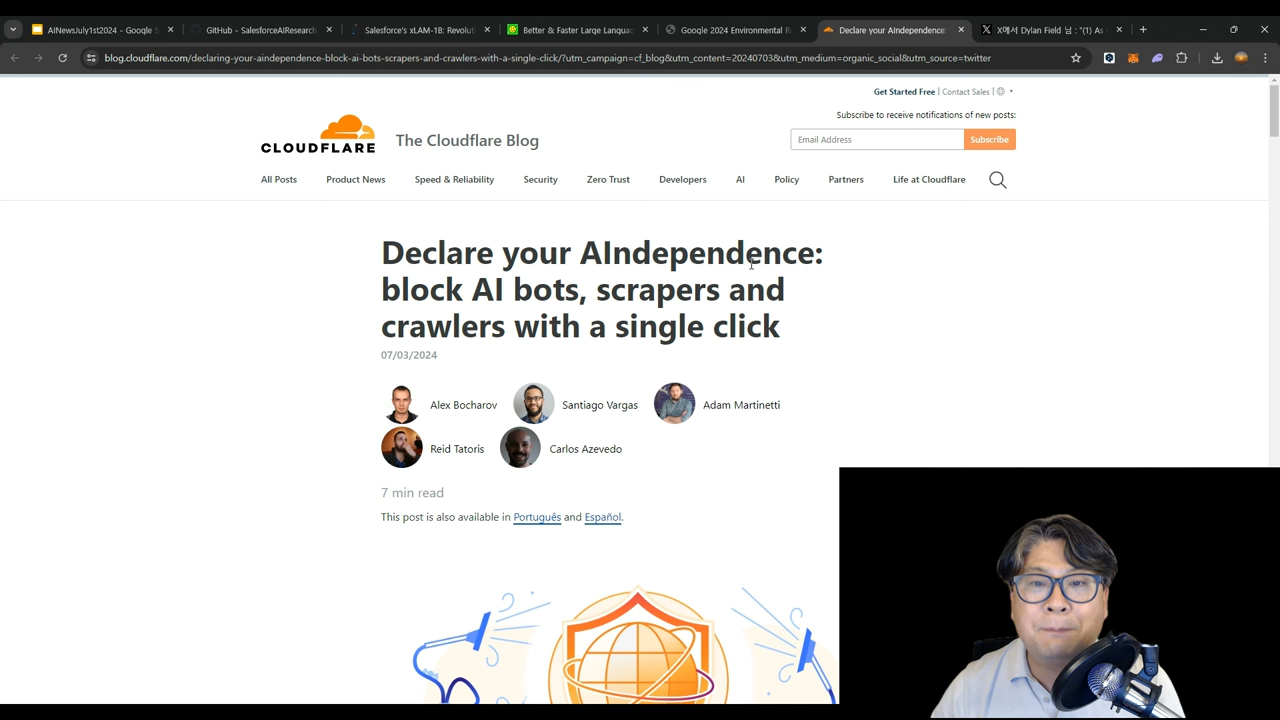 AINewsJuly1st2024 - Google S
GitHub - SalesforceAIResearch
Salesforce's xLAM-1B: Revolut
Better & Faster Large Languag
Google 2024 Environmental R
Declare your AIndependence:
X에서 Dylan Field 님 : "(1) As
blog.cloudflare.com/declaring-your-aindependence-block-ai-bots-scrapers-and-crawlers-with-a-single-click/?utm_campaign=cf_blog&utm_content=20240703&utm_medium=organic_social&utm_source=twitter
Get Started Free | Contact Sales |
Subscribe to receive notifications of new posts:
CLOUDFLARE
The Cloudflare Blog
Email Address
Subscribe
All Posts Product News Speed & Reliability Security Zero Trust Developers AI Policy Partners Life at Cloudflare
Declare your AIndependence:
block AI bots, scrapers and
crawlers with a single click
07/03/2024
Alex Bocharov Santiago Vargas Adam Martinetti
Reid Tatoris Carlos Azevedo
7 min read
This post is also available in Português and Español.